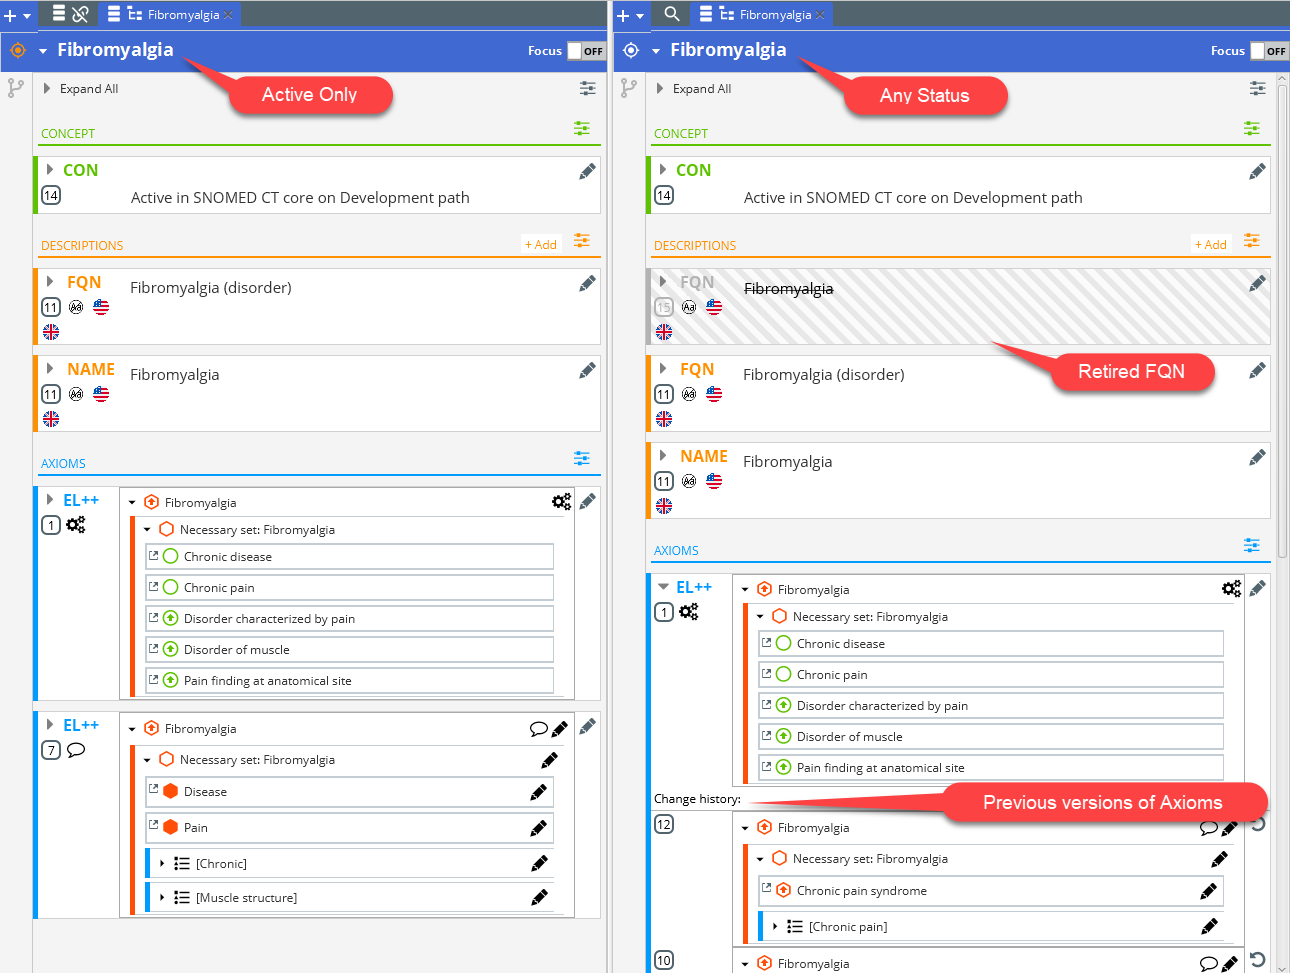 Fibromyalgia
Fibromyalgia
Focus OFF
Active Only
Expand All
CONCEPT
CON
14
Active in SNOMED CT core on Development path
DESCRIPTIONS
+ Add
FQN
Fibromyalgia (disorder)
11 Aa
NAME
Fibromyalgia
11 Aa
AXIOMS
EL++
Fibromyalgia
1
Necessary set: Fibromyalgia
Chronic disease
Chronic pain
Disorder characterized by pain
Disorder of muscle
Pain finding at anatomical site
EL++
Fibromyalgia
7
Necessary set: Fibromyalgia
Disease
Pain
[Chronic]
[Muscle structure]
Fibromyalgia
Fibromyalgia
Focus OFF
Any Status
Expand All
CONCEPT
CON
14
Active in SNOMED CT core on Development path
DESCRIPTIONS
+ Add
FQN
Fibromyalgia
15 Aa
Retired FQN
FQN
Fibromyalgia (disorder)
11 Aa
NAME
Fibromyalgia
11 Aa
AXIOMS
EL++
Fibromyalgia
1
Necessary set: Fibromyalgia
Chronic disease
Chronic pain
Disorder characterized by pain
Disorder of muscle
Pain finding at anatomical site
Change history:
Previous versions of Axioms
12
Fibromyalgia
Necessary set: Fibromyalgia
Chronic pain syndrome
[Chronic pain]
10
Fibromyalgia